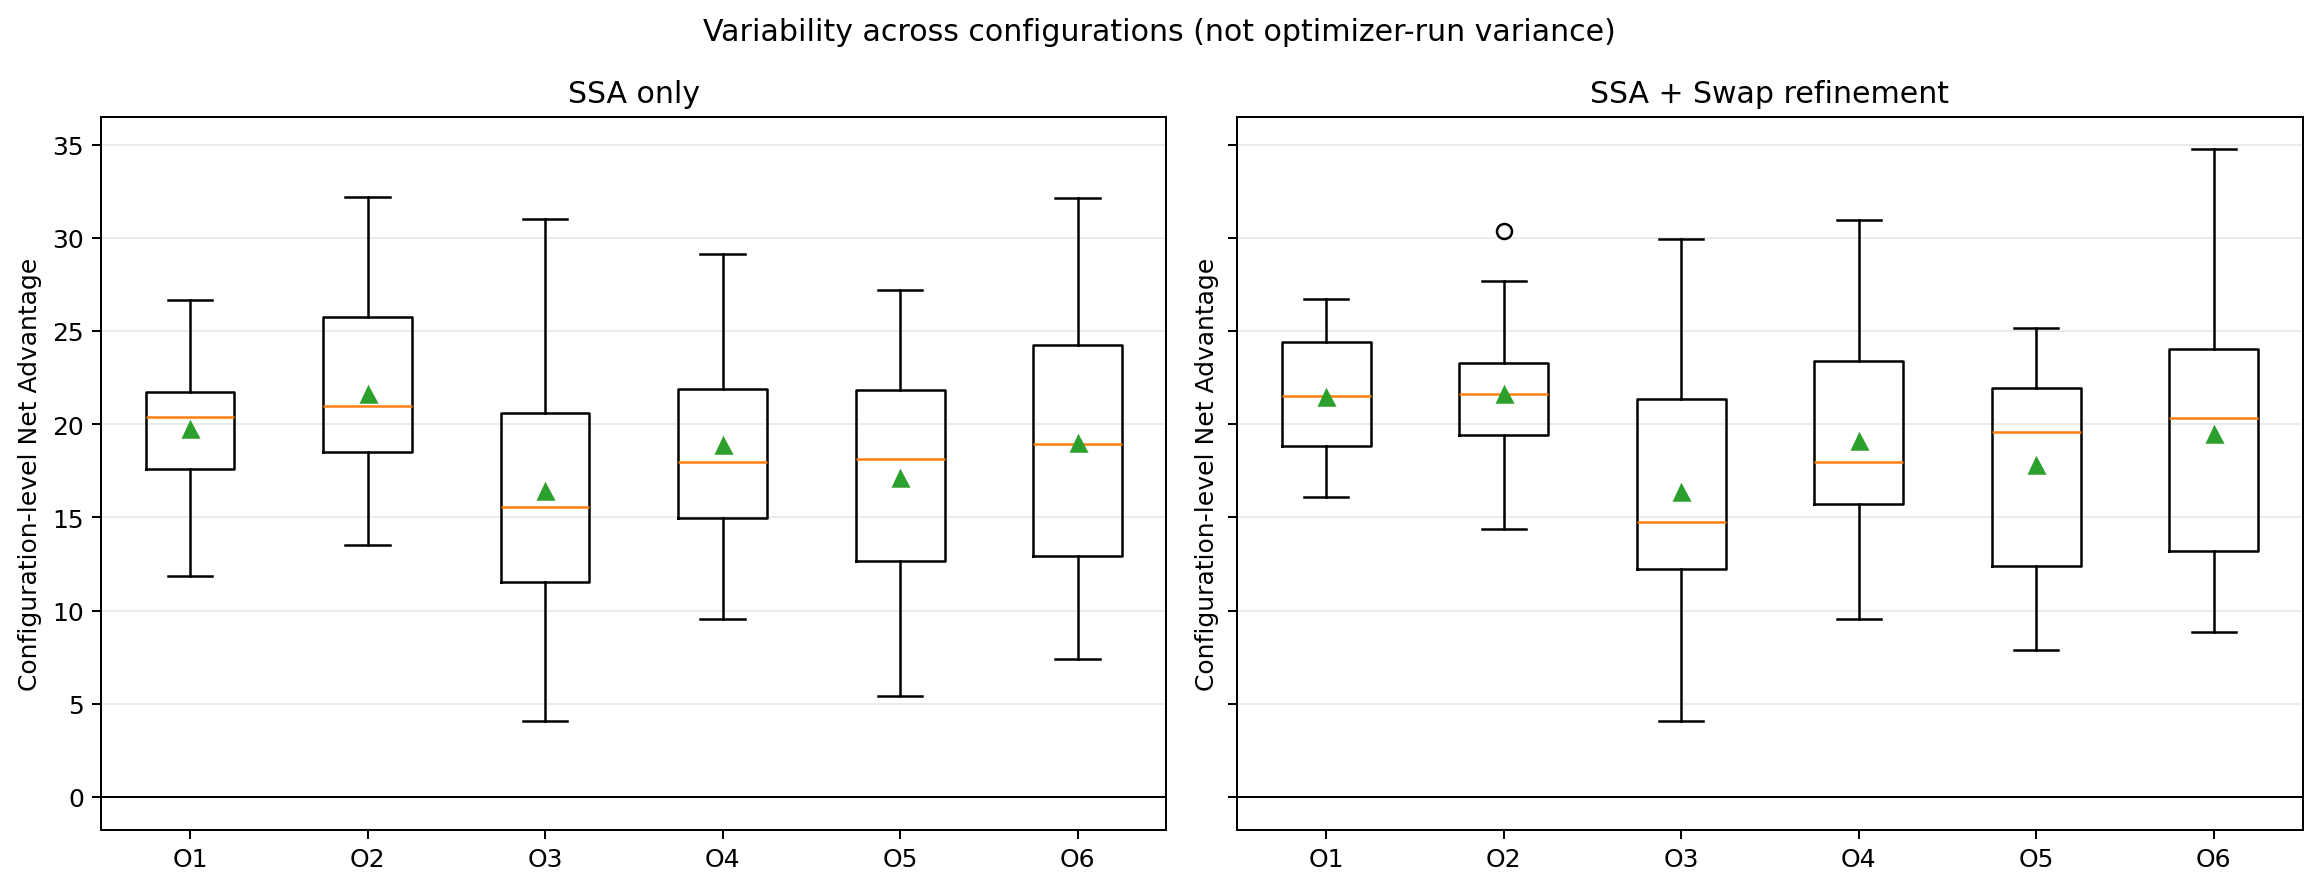 Variability across configurations (not optimizer-run variance)
SSA only
Configuration-level Net Advantage
35
30
25
20
15
10
5
0
O1 O2 O3 O4 O5 O6
SSA + Swap refinement
Configuration-level Net Advantage
O1 O2 O3 O4 O5 O6